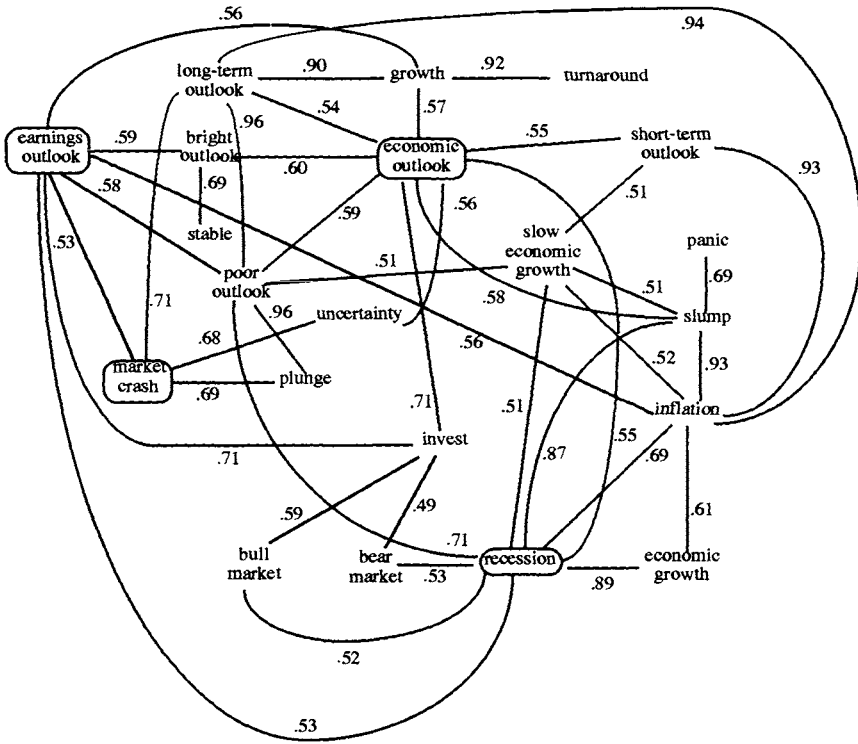 .56
.94
long-term
outlook
.90
growth
.92
turnaround
.54
.57
.96
earnings
outlook
.59
bright
outlook
.60
economic
outlook
.55
short-term
outlook
.93
.58
.69
.59
.56
.51
stable
slow
economic
growth
panic
.53
poor
outlook
.51
.69
.71
.96
uncertainty
.58
.51
slump
.68
.56
.52
.93
market
crash
.69
plunge
.71
.51
inflation
.71
invest
.87
.55
.69
.59
.49
.61
.71
bull
market
bear
market
.53
recession
.89
economic
growth
.52
.53